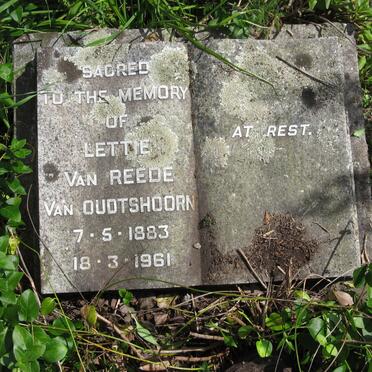 SACRED
TO THE MEMORY
OF
LETTIE
VAN REEDE
VAN OUDTSHOORN
7-5-1883
18-3-1961
AT REST.